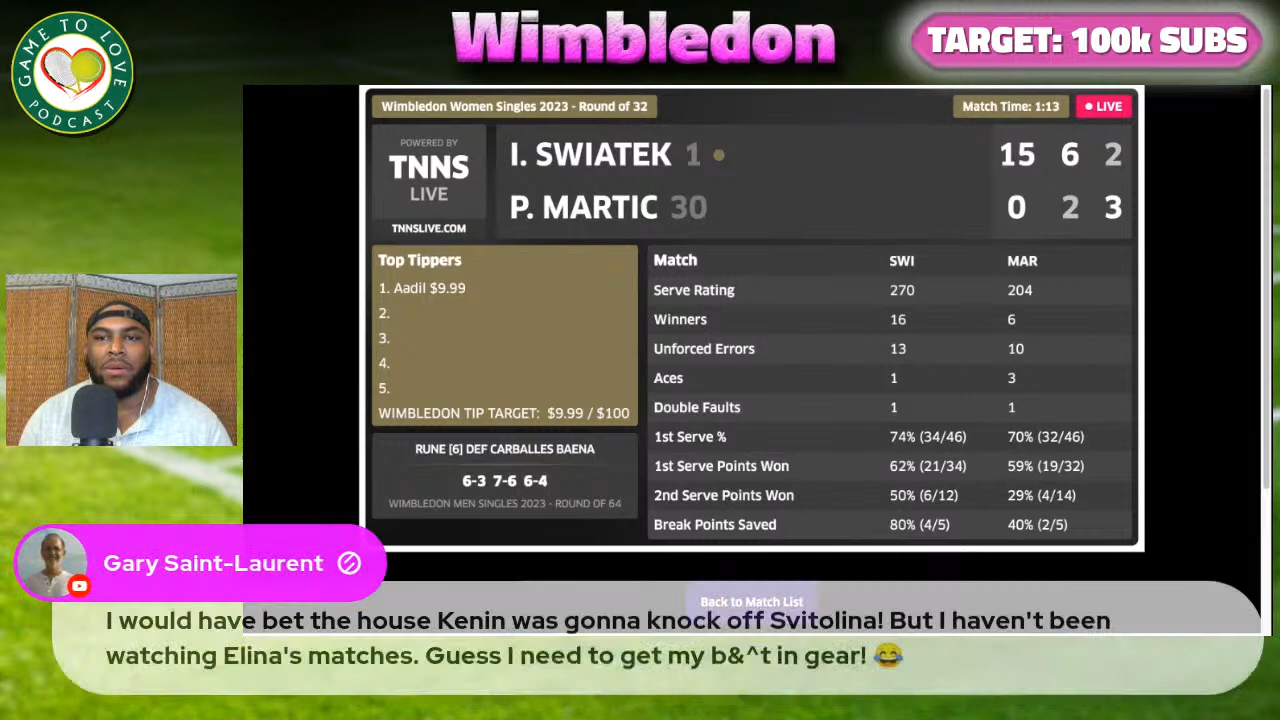 GAME TO LOVE
PODCAST
Wimbledon
TARGET: 100k SUBS
Wimbledon Women Singles 2023 - Round of 32
Match Time: 1:13
LIVE
POWERED BY
TNNS
LIVE
TNNSLIVE.COM
I. SWIATEK 1 15 6 2
P. MARTIC 30 0 2 3
Top Tippers
1. Aadil $9.99
2.
3.
4.
5.
WIMBLEDON TIP TARGET: $9.99 / $100
RUNE [6] DEF CARBALLES BAENA
6-3 7-6 6-4
WIMBLEDON MEN SINGLES 2023 - ROUND OF 64
Match SWI MAR
Serve Rating 270 204
Winners 16 6
Unforced Errors 13 10
Aces 1 3
Double Faults 1 1
1st Serve % 74% (34/46) 70% (32/46)
1st Serve Points Won 62% (21/34) 59% (19/32)
2nd Serve Points Won 50% (6/12) 29% (4/14)
Break Points Saved 80% (4/5) 40% (2/5)
Gary Saint-Laurent
Back to Match List
I would have bet the house Kenin was gonna knock off Svitolina! But I haven't been
watching Elina's matches. Guess I need to get my b&^t in gear! 😂